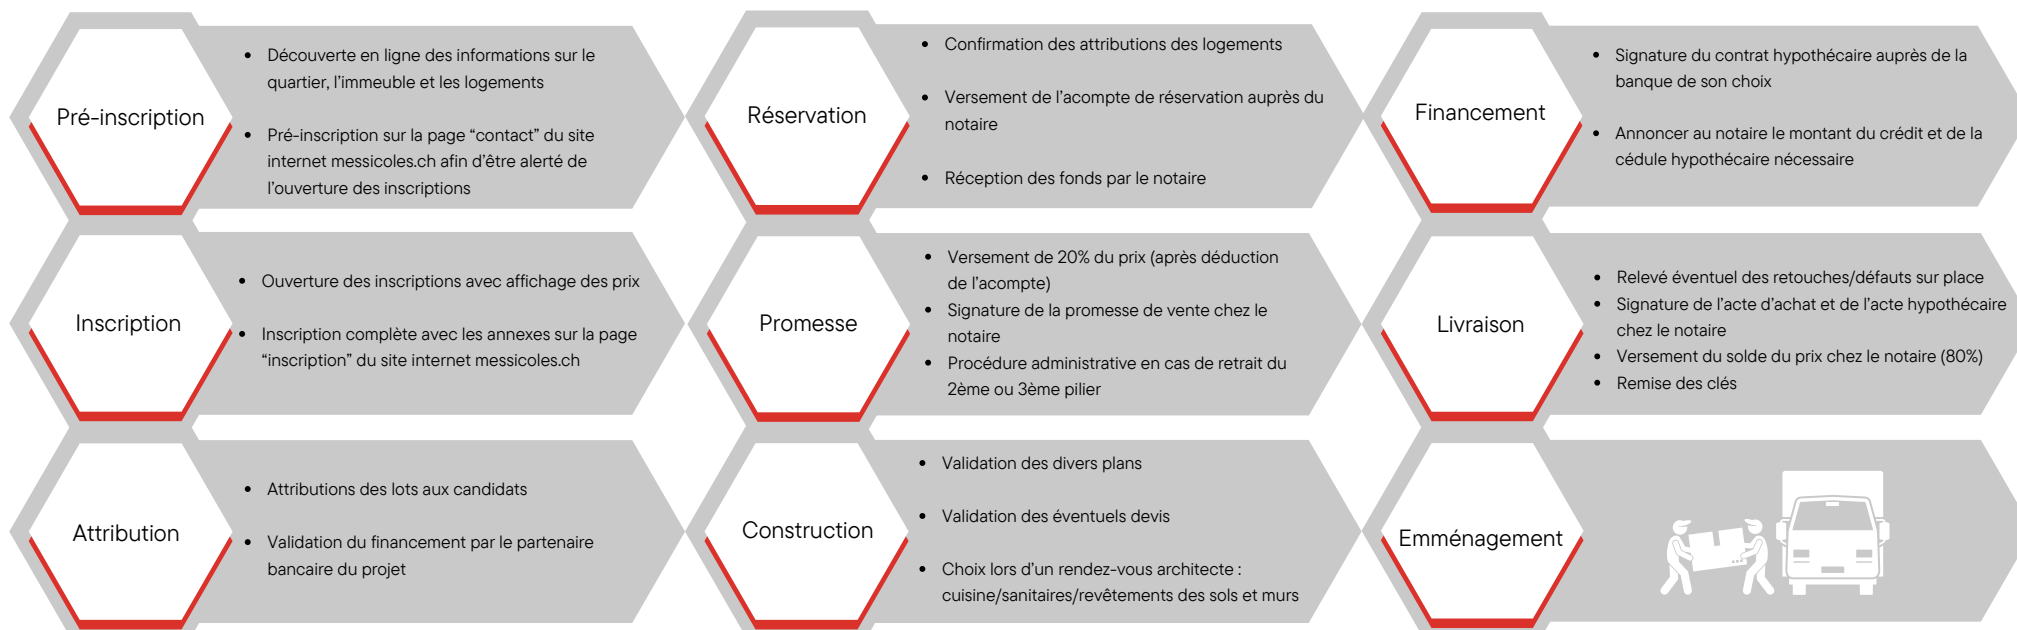 Pré-inscription
• Découverte en ligne des informations sur le
quartier, l'immeuble et les logements
• Pré-inscription sur la page “contact” du site
internet messicoles.ch afin d'être alerté de
l'ouverture des inscriptions
Inscription
• Ouverture des inscriptions avec affichage des prix
• Inscription complète avec les annexes sur la page
“inscription” du site internet messicoles.ch
Attribution
• Attributions des lots aux candidats
• Validation du financement par le partenaire
bancaire du projet
Réservation
• Confirmation des attributions des logements
• Versement de l'acompte de réservation auprès du
notaire
• Réception des fonds par le notaire
Promesse
• Versement de 20% du prix (après déduction
de l'acompte)
• Signature de la promesse de vente chez le
notaire
• Procédure administrative en cas de retrait du
2ème ou 3ème pilier
Construction
• Validation des divers plans
• Validation des éventuels devis
• Choix lors d'un rendez-vous architecte :
cuisine/sanitaires/revêtements des sols et murs
Financement
• Signature du contrat hypothécaire auprès de la
banque de son choix
• Annoncer au notaire le montant du crédit et de la
cédule hypothécaire nécessaire
Livraison
• Relevé éventuel des retouches/défauts sur place
• Signature de l'acte d'achat et de l'acte hypothécaire
chez le notaire
• Versement du solde du prix chez le notaire (80%)
• Remise des clés
Emménagement